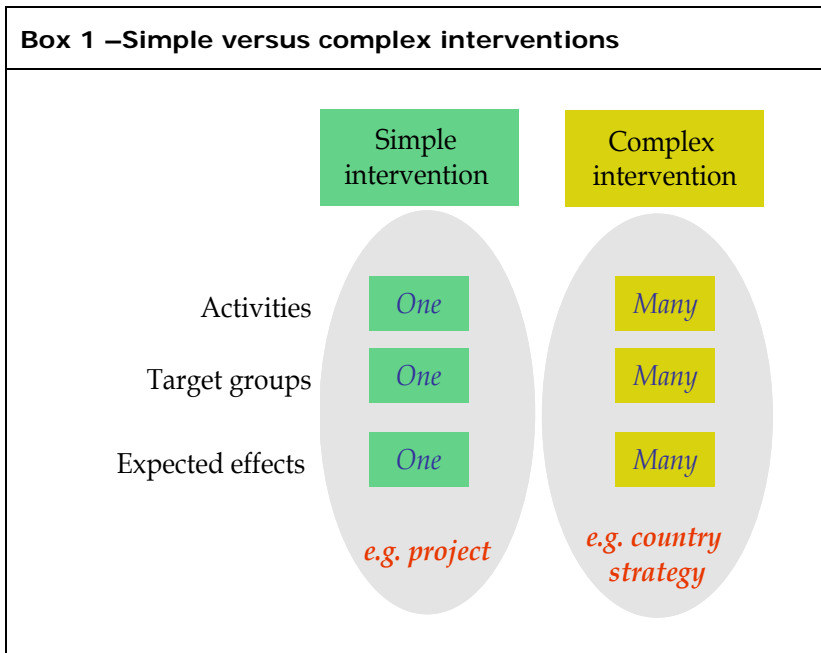 Box 1 –Simple versus complex interventions
Simple
intervention
Complex
intervention
Activities One Many
Target groups One Many
Expected effects One Many
e.g. project
e.g. country
strategy